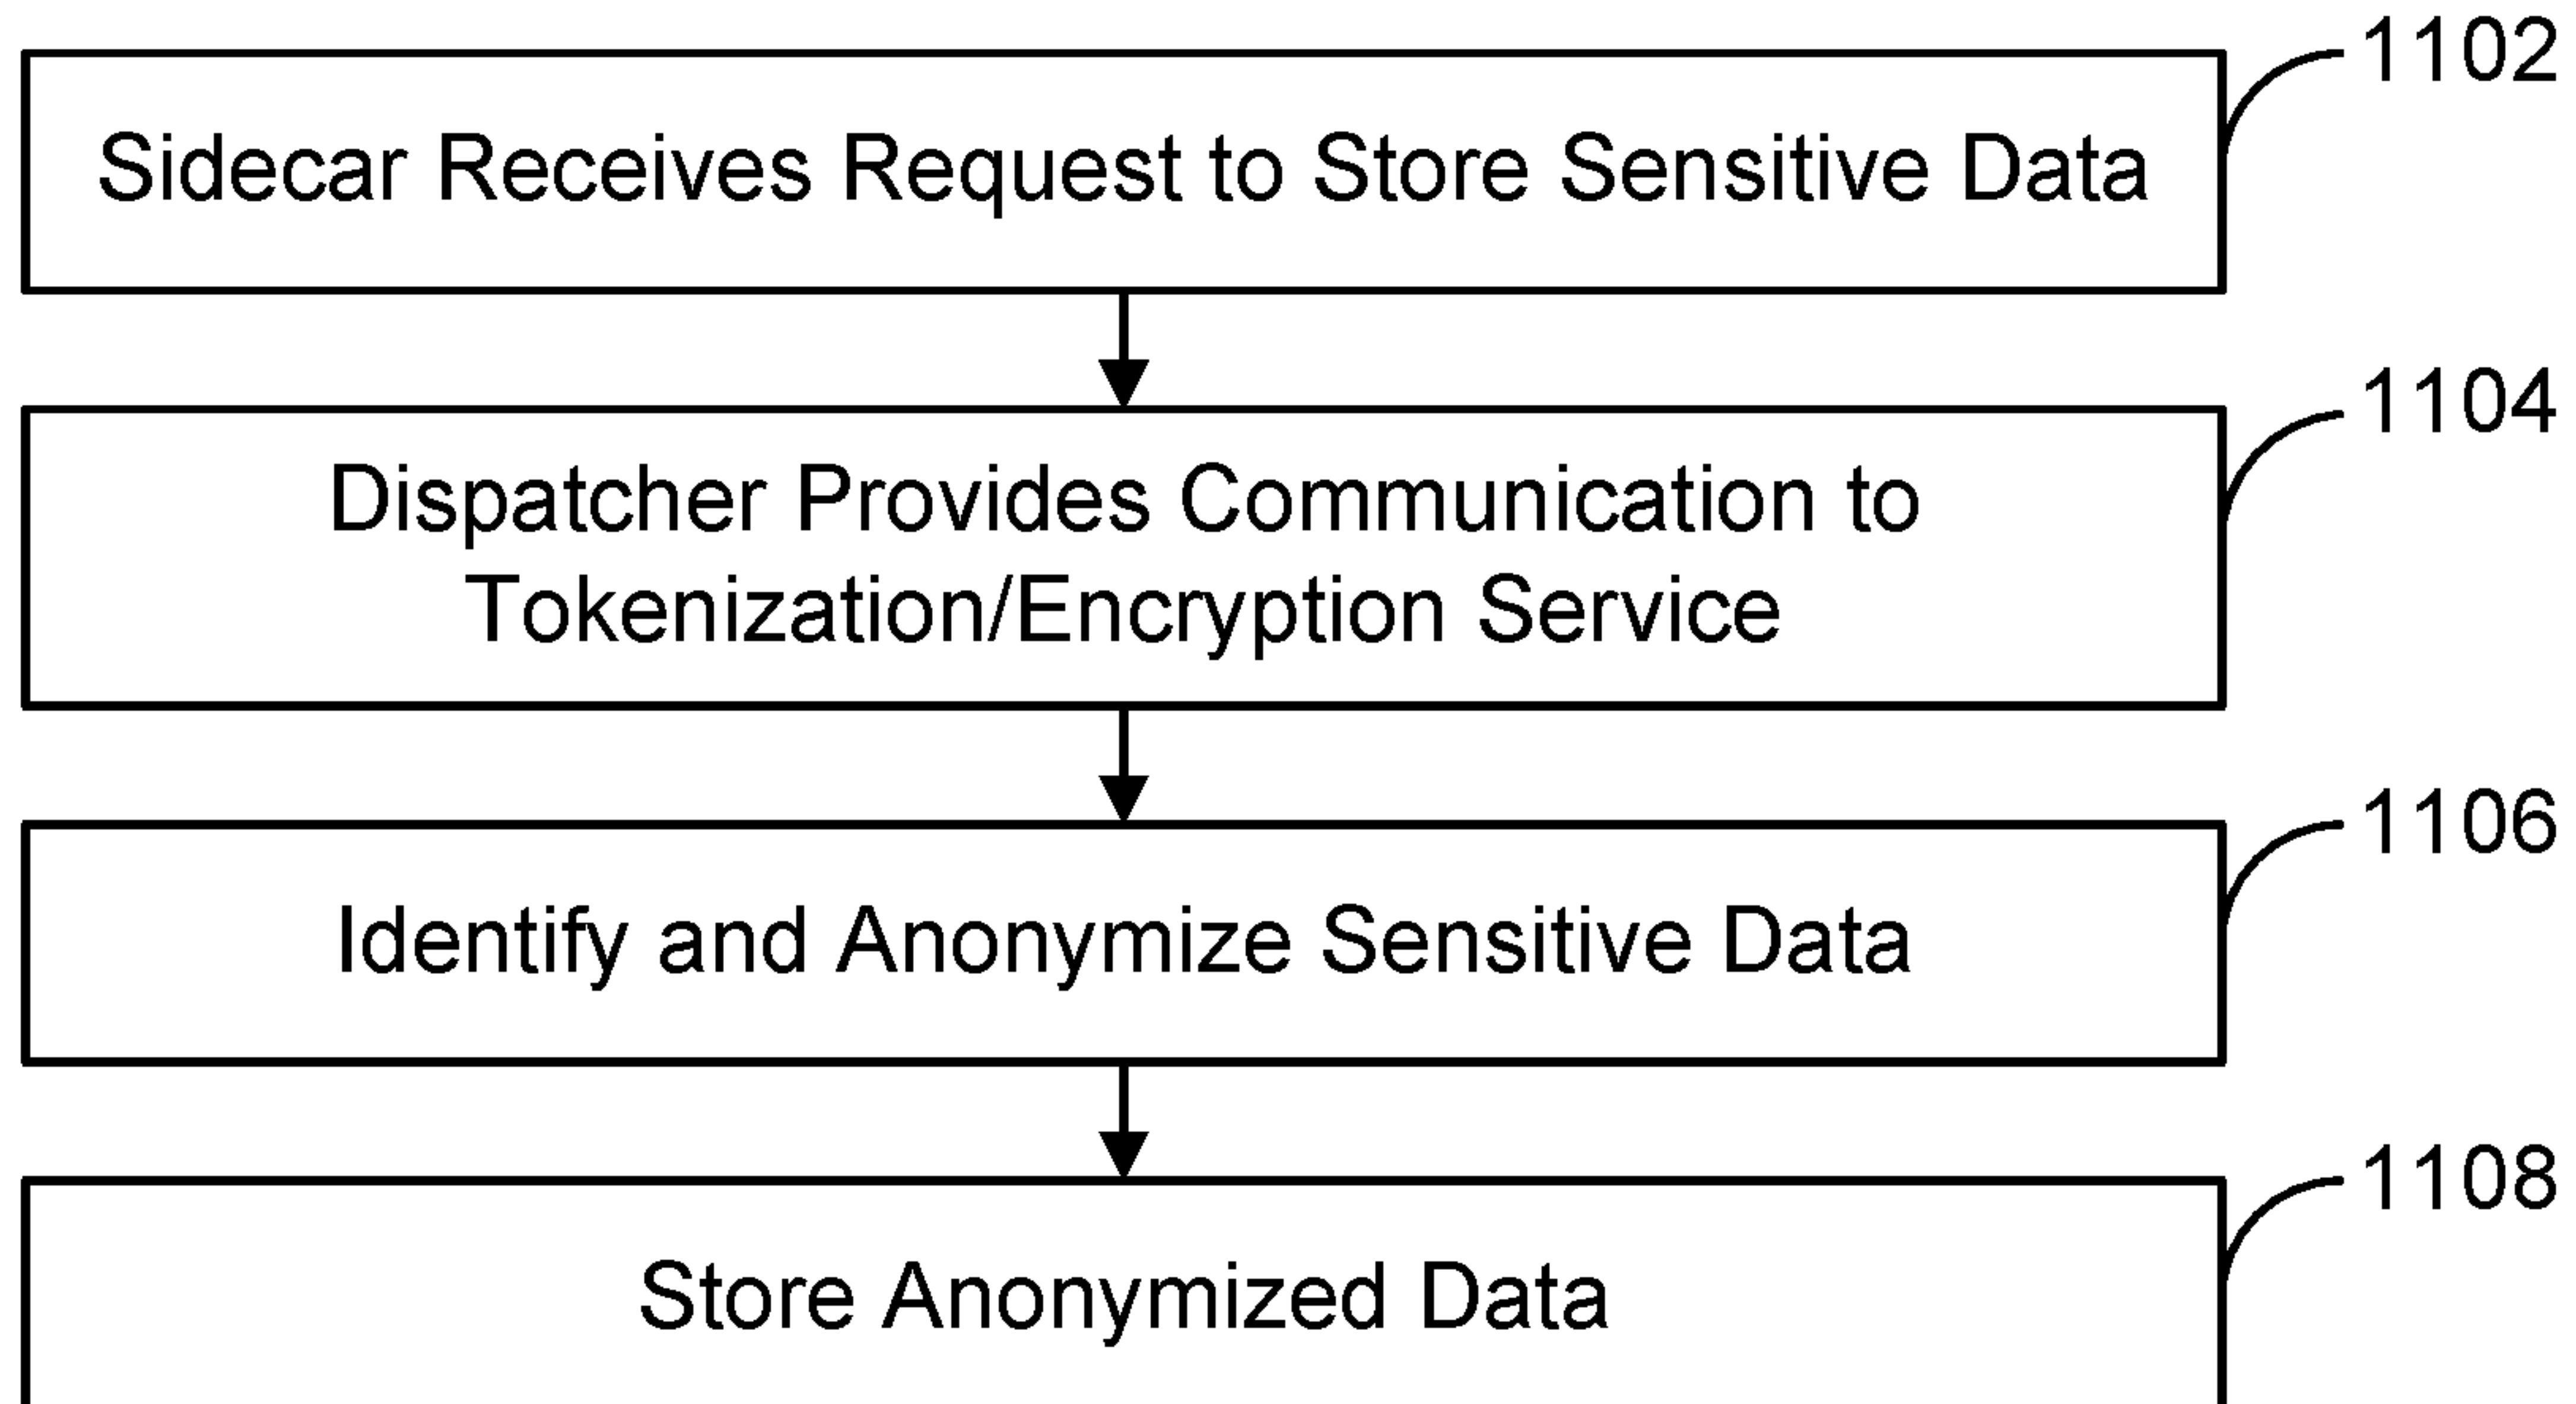 1102
Sidecar Receives Request to Store Sensitive Data
1104
Dispatcher Provides Communication to
Tokenization/Encryption Service
1106
Identify and Anonymize Sensitive Data
1108
Store Anonymized Data